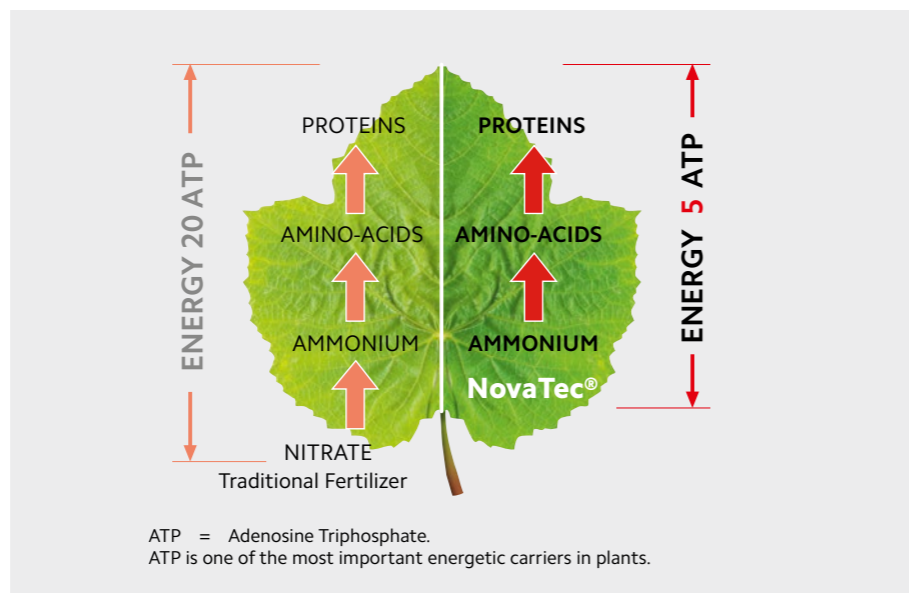 PROTEINS
AMINO-ACIDS
AMMONIUM
NITRATE
Traditional Fertilizer
ENERGY 20 ATP
PROTEINS
AMINO-ACIDS
AMMONIUM
NovaTec®
ENERGY 5 ATP
ATP = Adenosine Triphosphate.
ATP is one of the most important energetic carriers in plants.